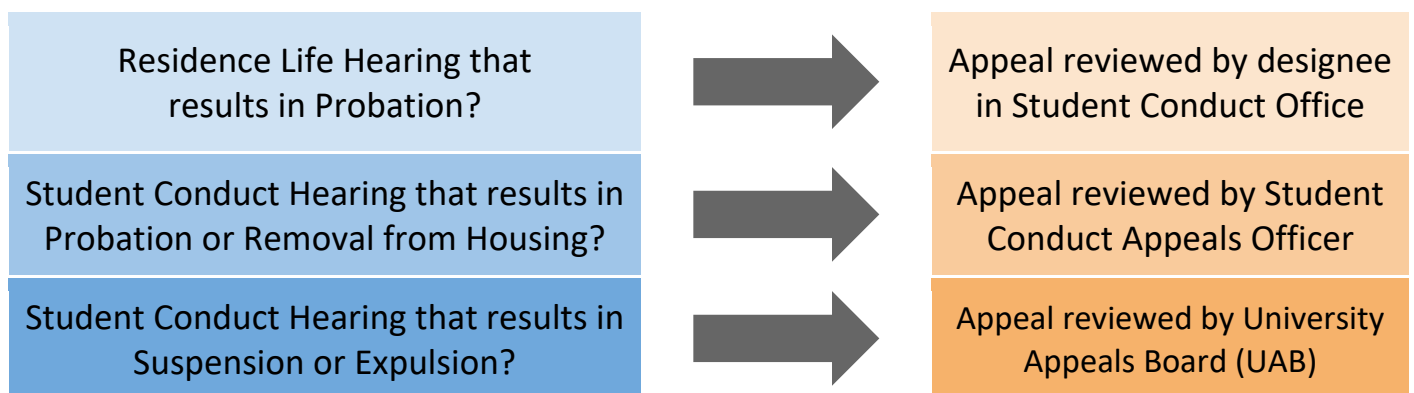 Residence Life Hearing that
results in Probation?
Appeal reviewed by designee
in Student Conduct Office
Student Conduct Hearing that results in
Probation or Removal from Housing?
Appeal reviewed by Student
Conduct Appeals Officer
Student Conduct Hearing that results in
Suspension or Expulsion?
Appeal reviewed by University
Appeals Board (UAB)